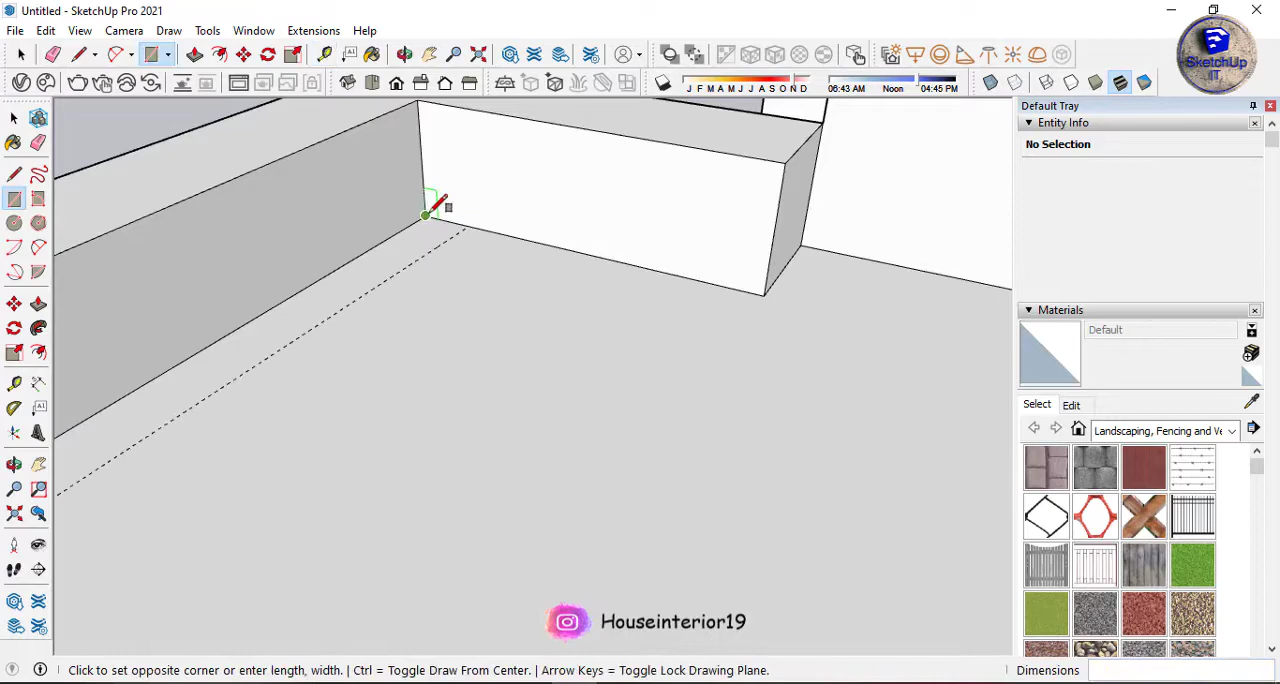 Untitled - SketchUp Pro 2021
File Edit View Camera Draw Tools Window Extensions Help
J F M A M J J A S O N D
06:43 AM Noon 04:45 PM
SketchUp
IT
Default Tray
Entity Info
No Selection
Materials
Default
Select Edit
Landscaping, Fencing and Ve
Houseinterior19
Click to set opposite corner or enter length, width. | Ctrl = Toggle Draw From Center. | Arrow Keys = Toggle Lock Drawing Plane.
Dimensions